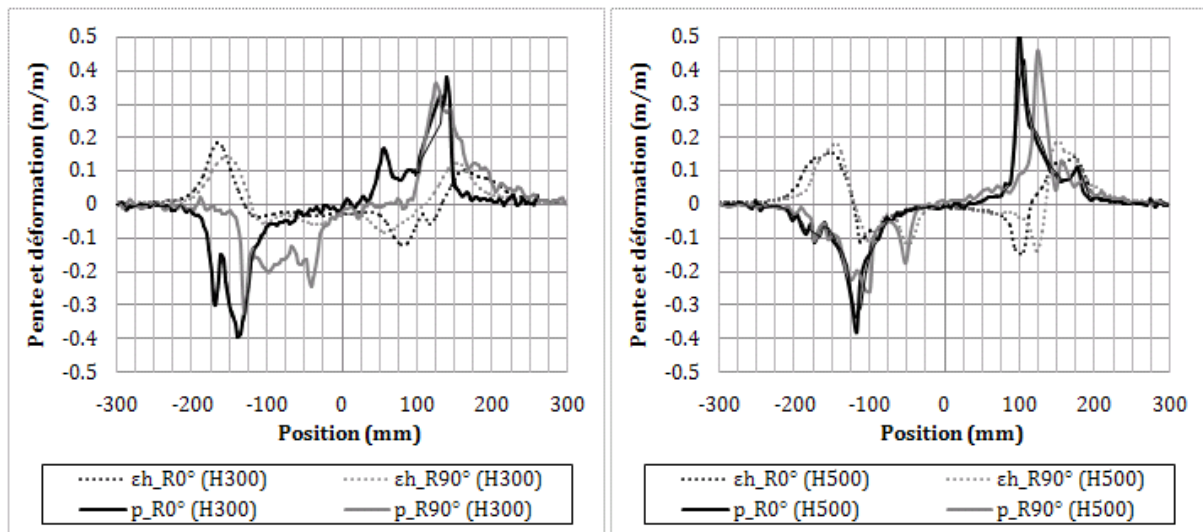 Pente et déformation (m/m)
0.5
0.4
0.3
0.2
0.1
0
-0.1
-0.2
-0.3
-0.4
-0.5
-300 -200 -100 0 100 200 300
Position (mm)
εh_R0° (H300) εh_R90° (H300)
p_R0° (H300) p_R90° (H300)
Pente et déformation (m/m)
0.5
0.4
0.3
0.2
0.1
0
-0.1
-0.2
-0.3
-0.4
-0.5
-300 -200 -100 0 100 200 300
Position (mm)
εh_R0° (H500) εh_R90° (H500)
p_R0° (H500) p_R90° (H500)